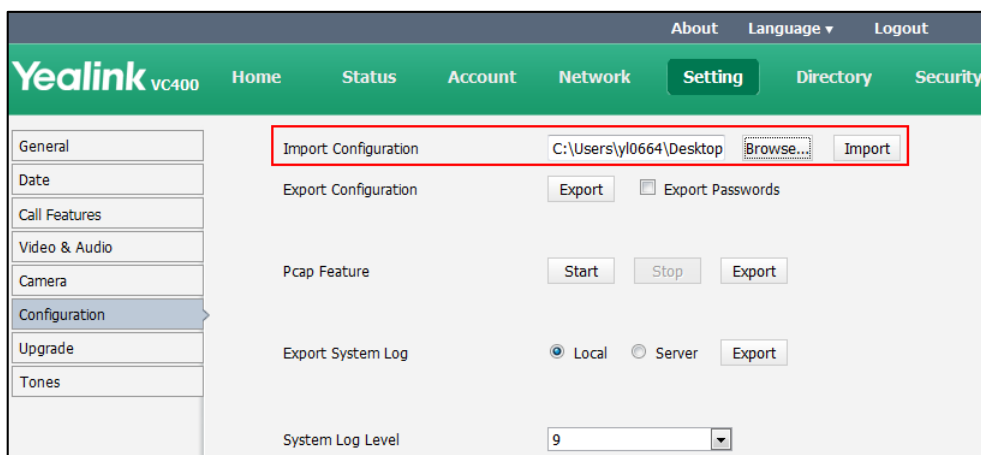 About Language ▾ Logout
Yealink VC400 Home Status Account Network Setting Directory Security
General
Import Configuration C:\Users\yl0664\Desktop Browse... Import
Date
Export Configuration Export Export Passwords
Call Features
Video & Audio
Camera
Pcap Feature Start Stop Export
Configuration
Upgrade
Export System Log Local Server Export
Tones
System Log Level 9